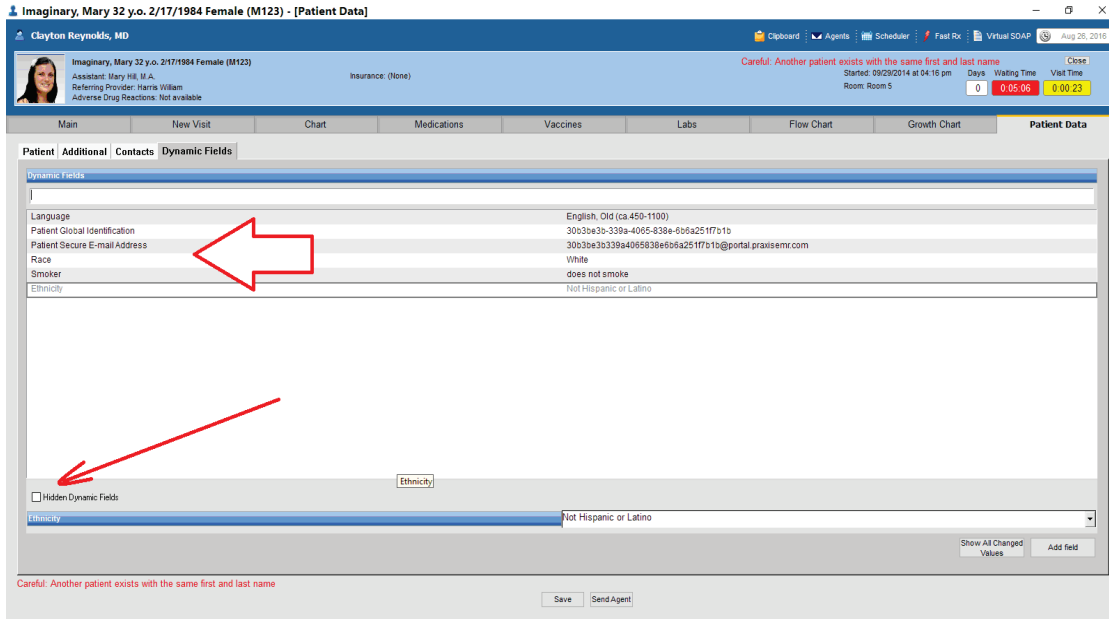 Imaginary, Mary 32 y.o. 2/17/1984 Female (M123) - [Patient Data]
Clayton Reynolds, MD
Clipboard Agents Scheduler Fast Rx Virtual SOAP Aug 26, 2016
Imaginary, Mary 32 y.o. 2/17/1984 Female (M123)
Assistant: Mary Hill, M.A.
Referring Provider: Harris William
Adverse Drug Reactions: Not available
Insurance: (None)
Careful: Another patient exists with the same first and last name
Close
Started: 09/29/2014 at 04:16 pm
Room: Room 5
Days Waiting Time Visit Time
0 0:05:06 0:00:23
Main New Visit Chart Medications Vaccines Labs Flow Chart Growth Chart Patient Data
Patient Additional Contacts Dynamic Fields
Dynamic Fields
Language English, Old (ca.450-1100)
Patient Global Identification 30b3be3b-339a-4065-838e-6b6a251f7b1b
Patient Secure E-mail Address 30b3be3b339a4065838e6b6a251f7b1b@portal.praxisemr.com
Race White
Smoker does not smoke
Ethnicity Not Hispanic or Latino
Ethnicity
Hidden Dynamic Fields
Ethnicity Not Hispanic or Latino
Show All Changed
Values
Add field
Careful: Another patient exists with the same first and last name
Save Send Agent